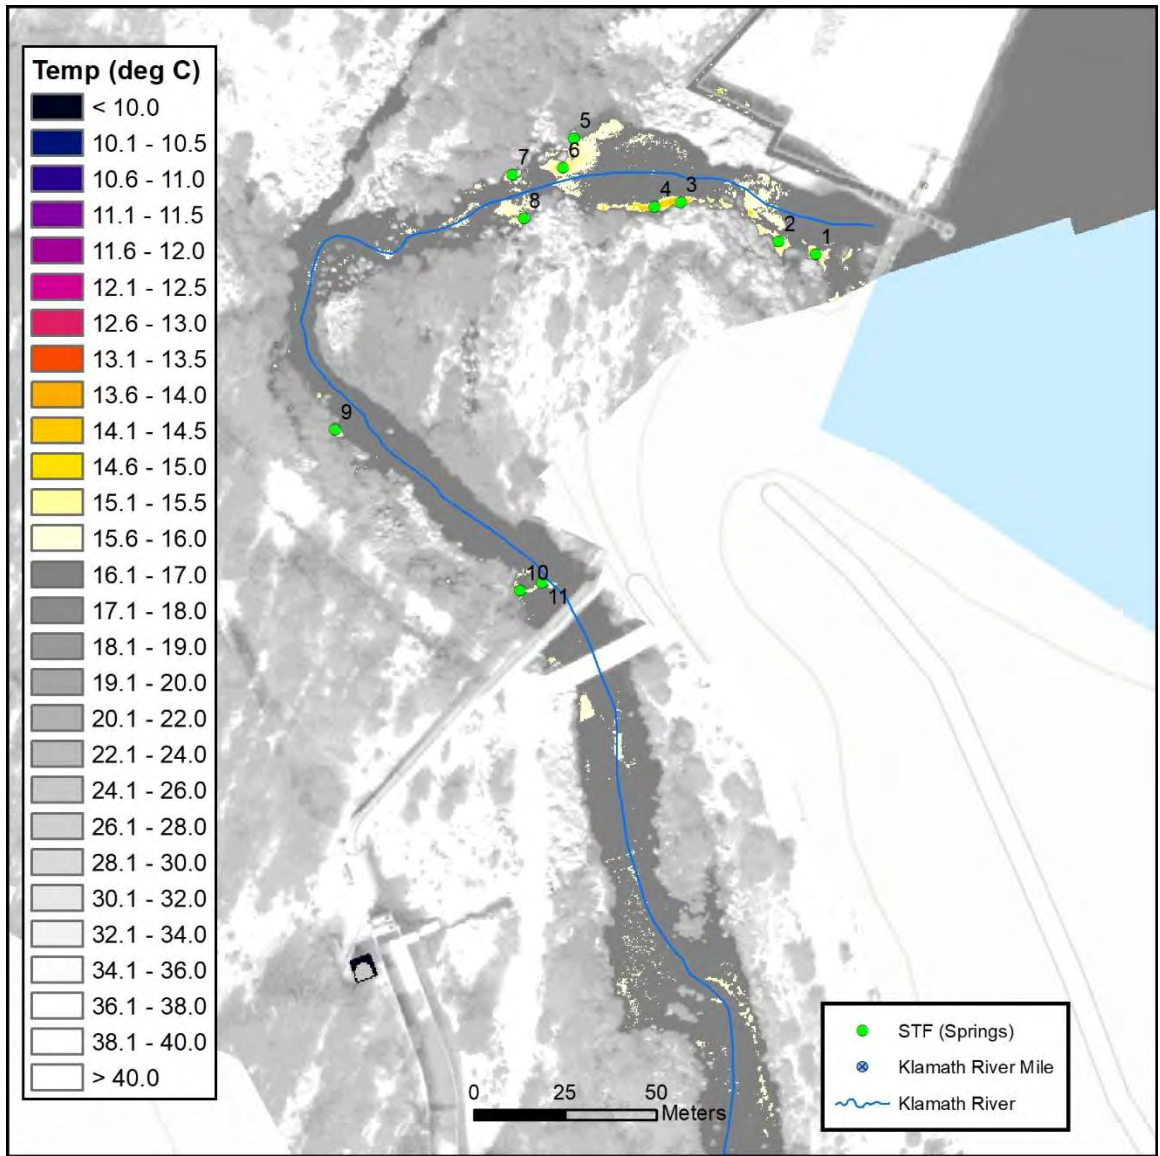 Temp (deg C)
< 10.0
10.1 - 10.5
10.6 - 11.0
11.1 - 11.5
11.6 - 12.0
12.1 - 12.5
12.6 - 13.0
13.1 - 13.5
13.6 - 14.0
14.1 - 14.5
14.6 - 15.0
15.1 - 15.5
15.6 - 16.0
16.1 - 17.0
17.1 - 18.0
18.1 - 19.0
19.1 - 20.0
20.1 - 22.0
22.1 - 24.0
24.1 - 26.0
26.1 - 28.0
28.1 - 30.0
30.1 - 32.0
32.1 - 34.0
34.1 - 36.0
36.1 - 38.0
38.1 - 40.0
> 40.0
5
6
7
8
4
3
2
1
9
10
11
0 25 50
Meters
STF (Springs)
Klamath River Mile
Klamath River